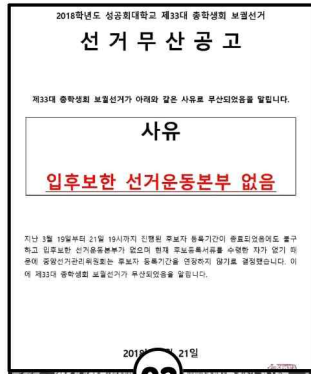 2018학년도 성공회대학교 제33대 총학생회 보궐선거
선 거 무 산 공 고
제33대 총학생회 보궐선거가 아래와 같은 사유로 무산되었음을 알립니다.
사유
입후보한 선거운동본부 없음
지난 3월 19일부터 21일 19시까지 진행된 후보자 등록기간이 종료되었음에도 불구
하고 입후보한 선거운동본부가 없으며 현재 후보등록서류를 수령한 자가 없기 때
문에 중앙선거관리위원회는 후보자 등록기간을 연장하지 않기로 결정했습니다. 이
에 제33대 총학생회 보궐선거가 무산되었음을 알립니다.
2018 21일